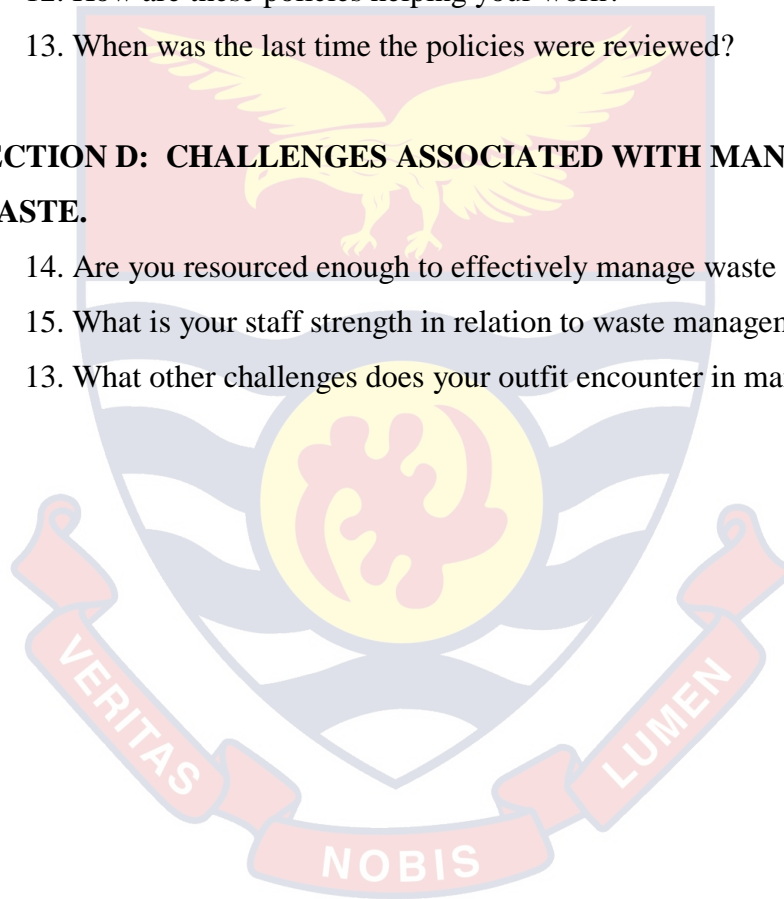 12. How are these policies helping your work?
13. When was the last time the policies were reviewed?
ECTION D: CHALLENGES ASSOCIATED WITH MAN
ASTE.
14. Are you resourced enough to effectively manage waste
15. What is your staff strength in relation to waste managem
13. What other challenges does your outfit encounter in ma
VERITAS
NOBIS
LUMEN